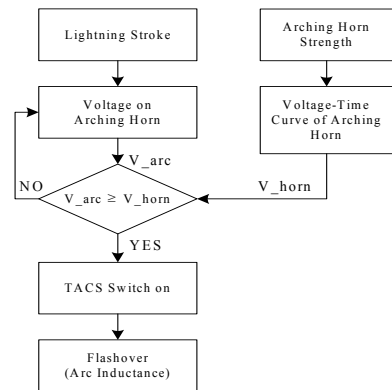 Lightning Stroke
Arching Horn
Strength
Voltage on
Arching Horn
Voltage-Time
Curve of Arching
Horn
V_arc
NO
V_horn
V_arc ≥ V_horn
YES
TACS Switch on
Flashover
(Arc Inductance)